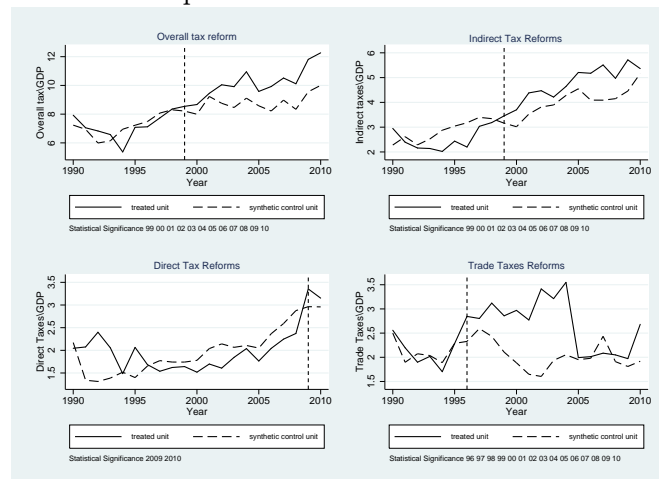 Overall tax reform
Overall tax\GDP
12
10
8
6
1990 1995 2000 2005 2010
Year
treated unit synthetic control unit
Statistical Significance 99 00 01 02 03 04 05 06 07 08 09 10
Indirect Tax Reforms
Indirect taxes\GDP
6
5
4
3
2
1990 1995 2000 2005 2010
Year
treated unit synthetic control unit
Statistical Significance 99 00 01 02 03 04 05 06 07 08 09 10
Direct Tax Reforms
Direct Taxes\GDP
3.5
3
2.5
2
1.5
1990 1995 2000 2005 2010
Year
treated unit synthetic control unit
Statistical Significance 2009 2010
Trade Taxes Reforms
Trade Taxes\GDP
3.5
3
2.5
2
1.5
1990 1995 2000 2005 2010
Year
treated unit synthetic control unit
Statistical Significance 96 97 98 99 00 01 02 03 04 05 06 07 08 09 10